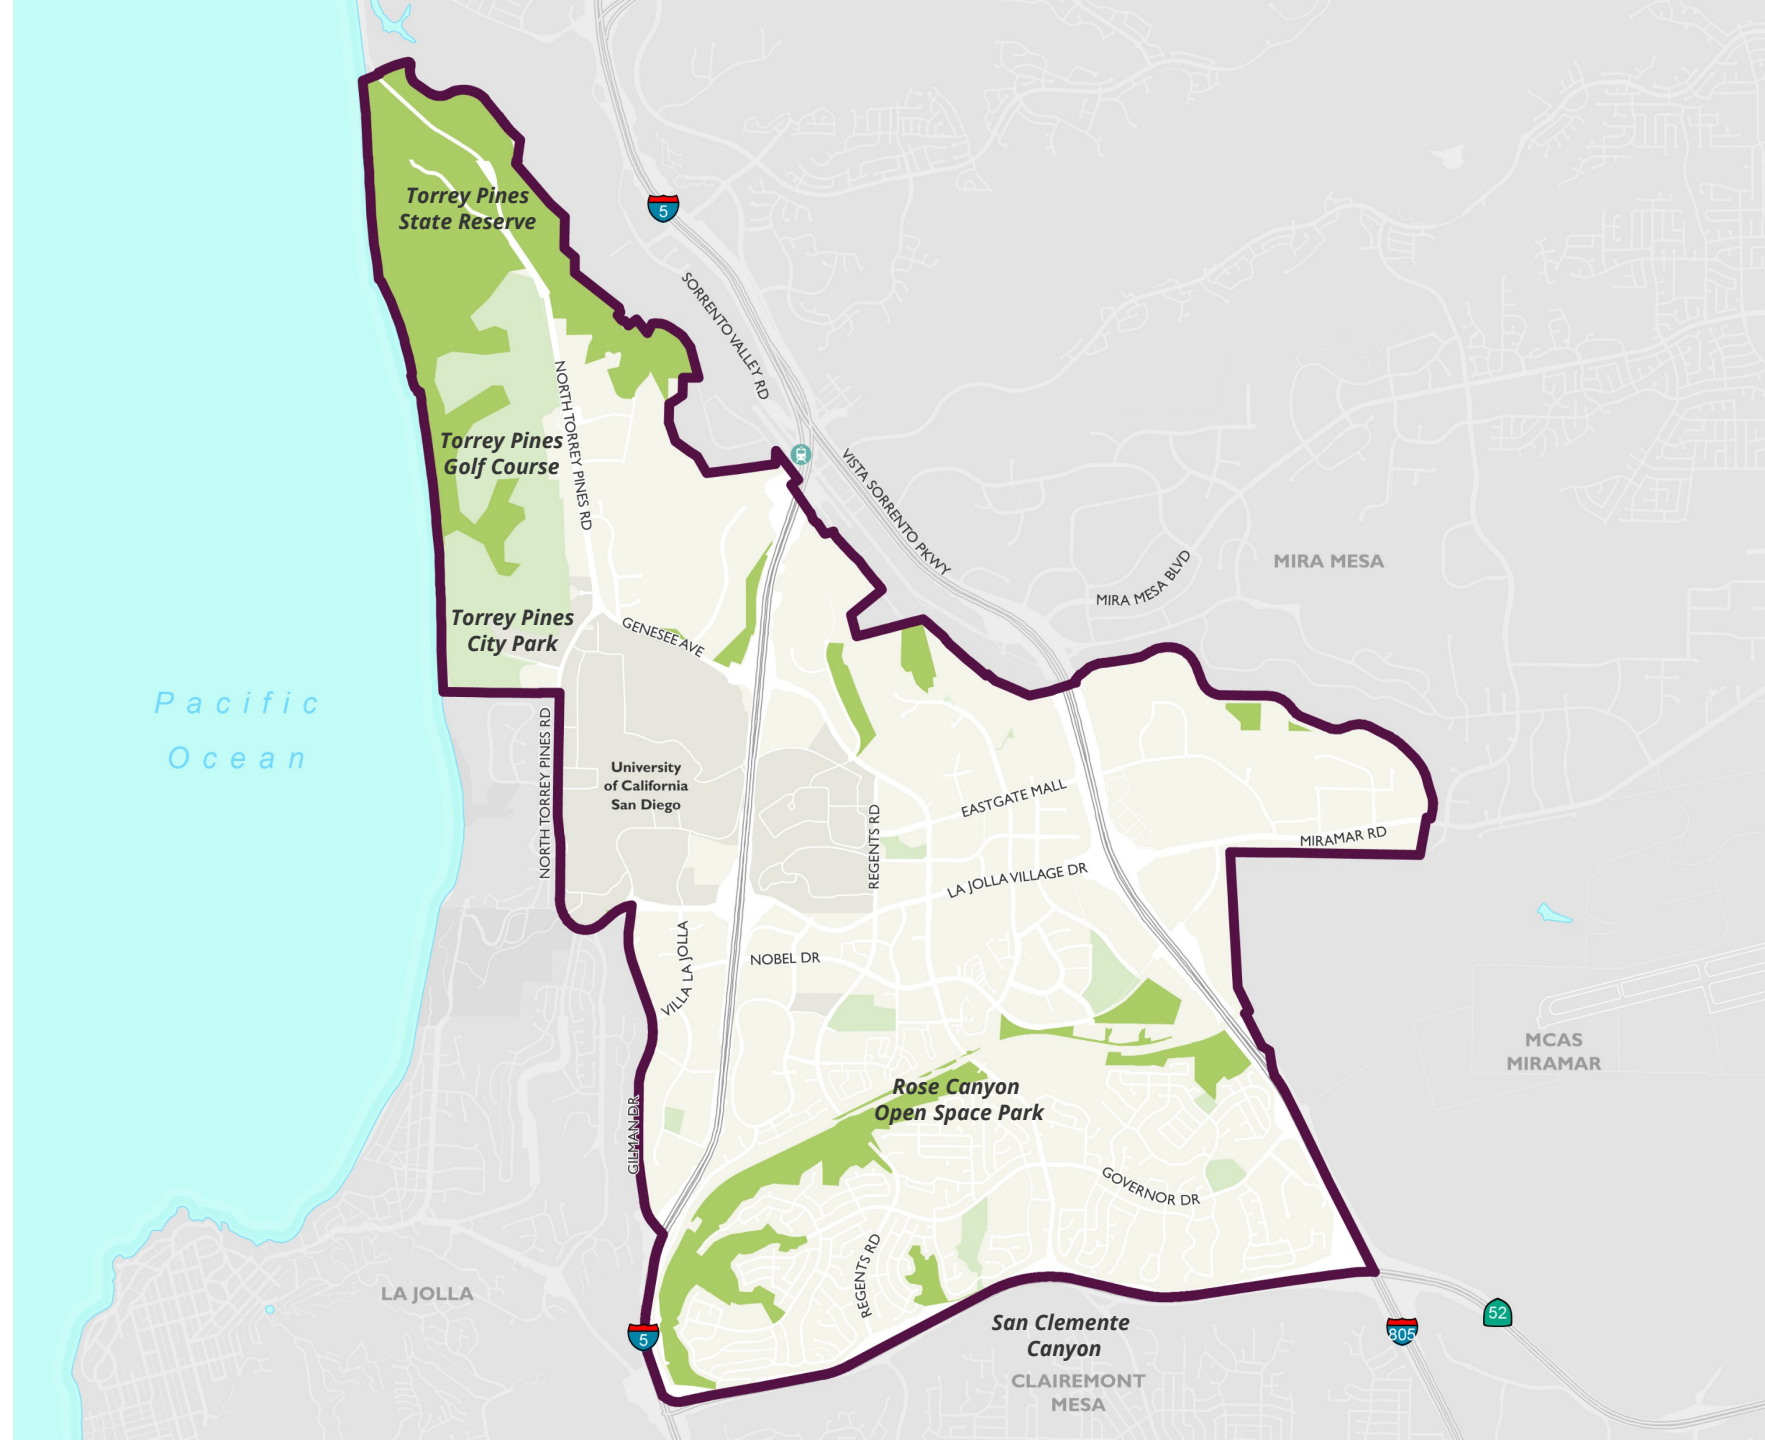 Torrey Pines
State Reserve
5
SORRENTO VALLEY RD
NORTH TORREY PINES RD
Torrey Pines
Golf Course
VISTA SORRENTO PKWY
MIRA MESA BLVD
MIRA MESA
Torrey Pines
City Park
GENESEE AVE
Pacific
Ocean
NORTH TORREY PINES RD
University
of California
San Diego
REGENTS RD
EASTGATE MALL
MIRAMAR RD
LA JOLLA VILLAGE DR
VILLA LA JOLLA
NOBEL DR
MCAS
MIRAMAR
Rose Canyon
Open Space Park
GILMAN DR
GOVERNOR DR
REGENTS RD
LA JOLLA
5
San Clemente
Canyon
52
805
CLAIREMONT
MESA